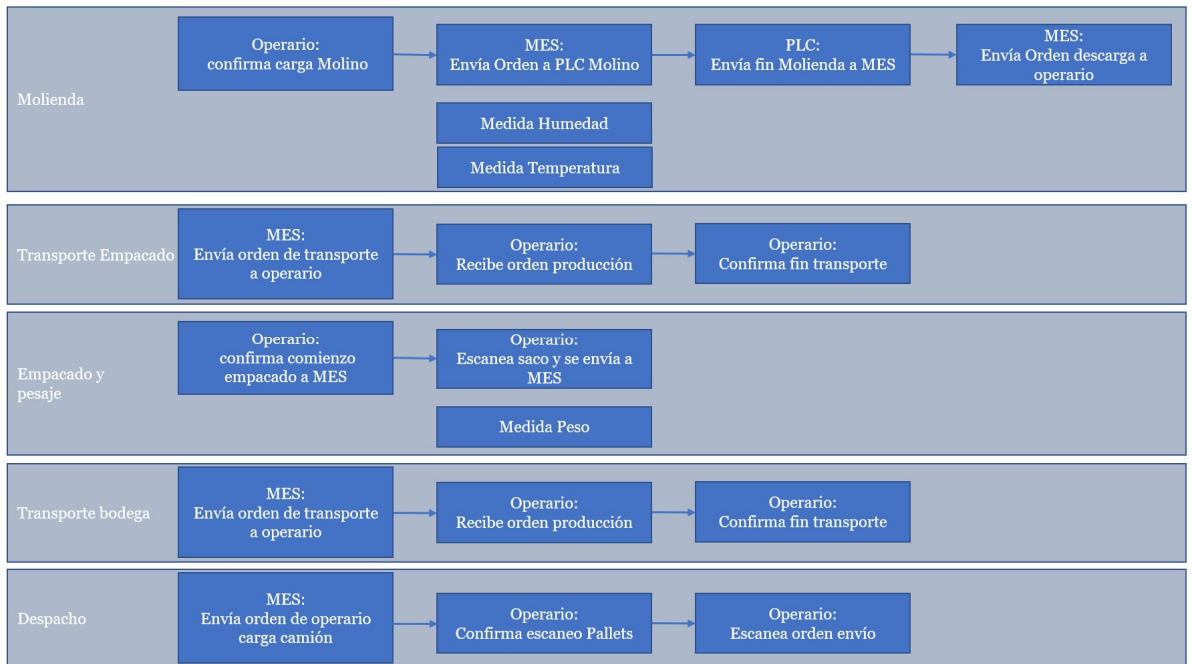 Molienda
Operario:
confirma carga Molino
MES:
Envía Orden a PLC Molino
PLC:
Envía fin Molienda a MES
MES:
Envía Orden descarga a
operario
Medida Humedad
Medida Temperatura
Transporte Empacado
MES:
Envía orden de transporte
a operario
Operario:
Recibe orden producción
Operario:
Confirma fin transporte
Empacado y
pesaje
Operario:
confirma comienzo
empacado a MES
Operario:
Escanea saco y se envía a
MES
Medida Peso
Transporte bodega
MES:
Envía orden de transporte
a operario
Operario:
Recibe orden producción
Operario:
Confirma fin transporte
Despacho
MES:
Envía orden de operario
carga camión
Operario:
Confirma escaneo Pallets
Operario:
Escanea orden envío